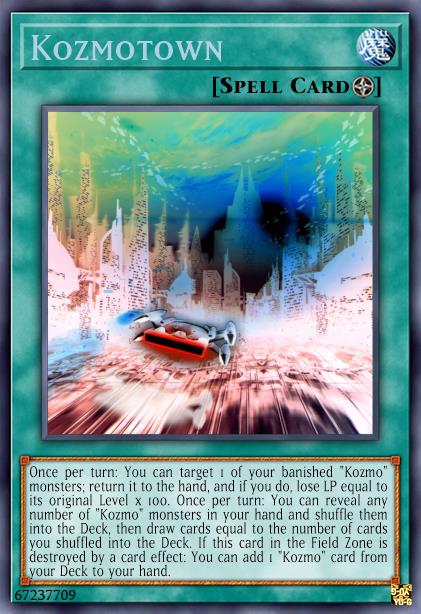 Kozmotown
[Spell Card]
Once per turn: You can target 1 of your banished "Kozmo"
monsters; return it to the hand, and if you do, lose LP equal to
its original Level x 100. Once per turn: You can reveal any
number of "Kozmo" monsters in your hand and shuffle them
into the Deck, then draw cards equal to the number of cards
you shuffled into the Deck. If this card in the Field Zone is
destroyed by a card effect: You can add 1 "Kozmo" card from
your Deck to your hand.
67237709